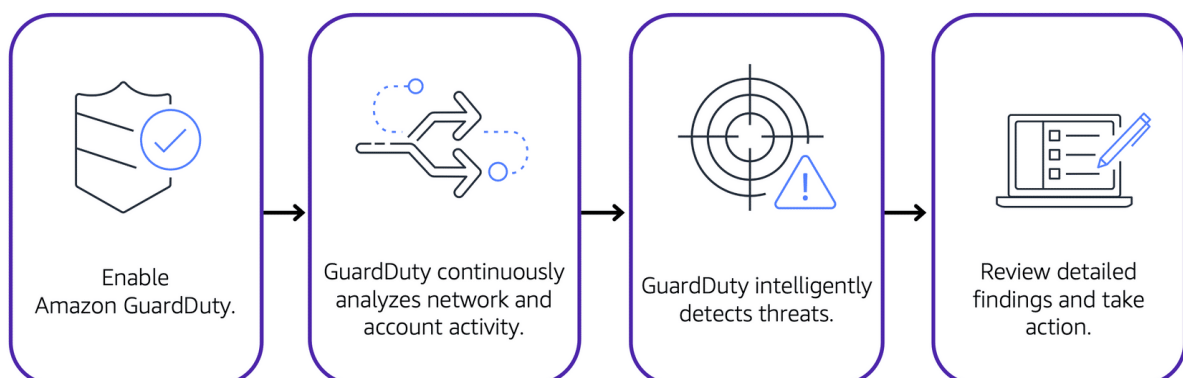 Enable
Amazon GuardDuty.
GuardDuty continuously
analyzes network and
account activity.
GuardDuty intelligently
detects threats.
Review detailed
findings and take
action.